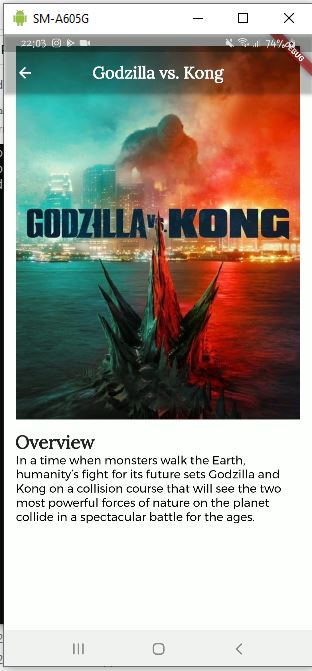 SM-A605G
22:03
74%
BUG
Godzilla vs. Kong
GODZILLA vs. KONG
Overview
In a time when monsters walk the Earth,
humanity's fight for its future sets Godzilla and
Kong on a collision course that will see the two
most powerful forces of nature on the planet
collide in a spectacular battle for the ages.